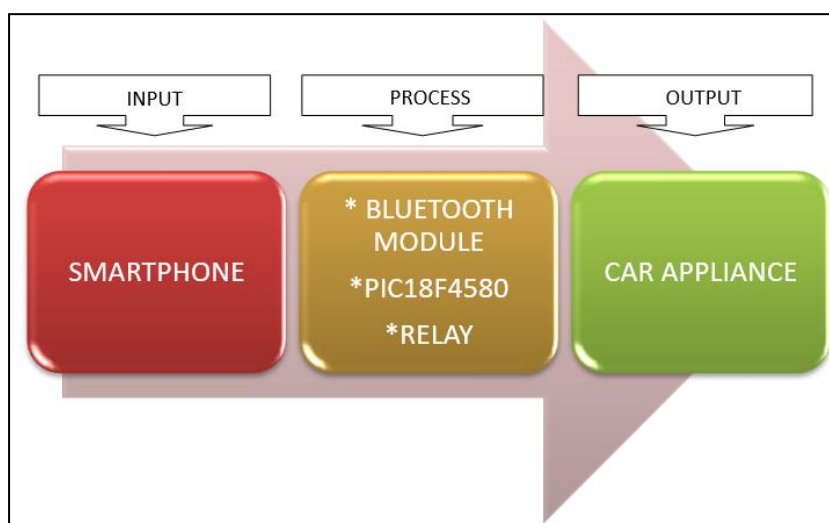 INPUT
PROCESS
OUTPUT
SMARTPHONE
* BLUETOOTH
MODULE
*PIC18F4580
*RELAY
CAR APPLIANCE